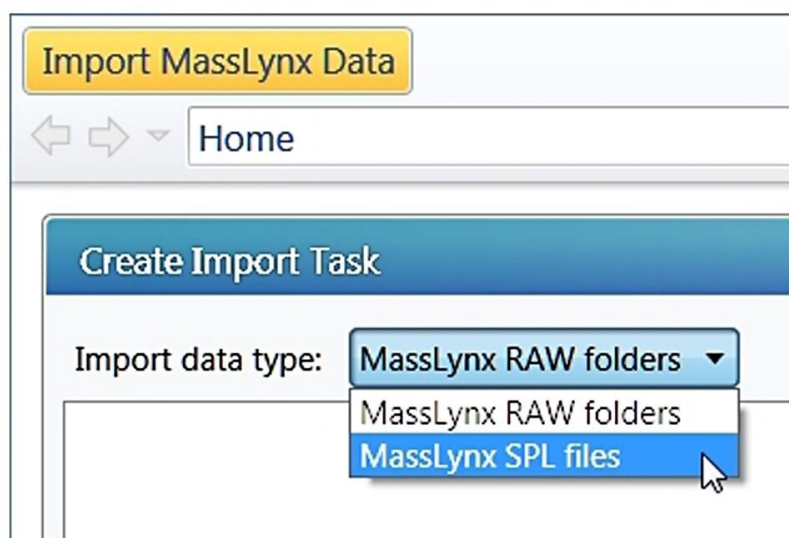 Import MassLynx Data
Home
Create Import Task
Import data type: MassLynx RAW folders
MassLynx RAW folders
MassLynx SPL files